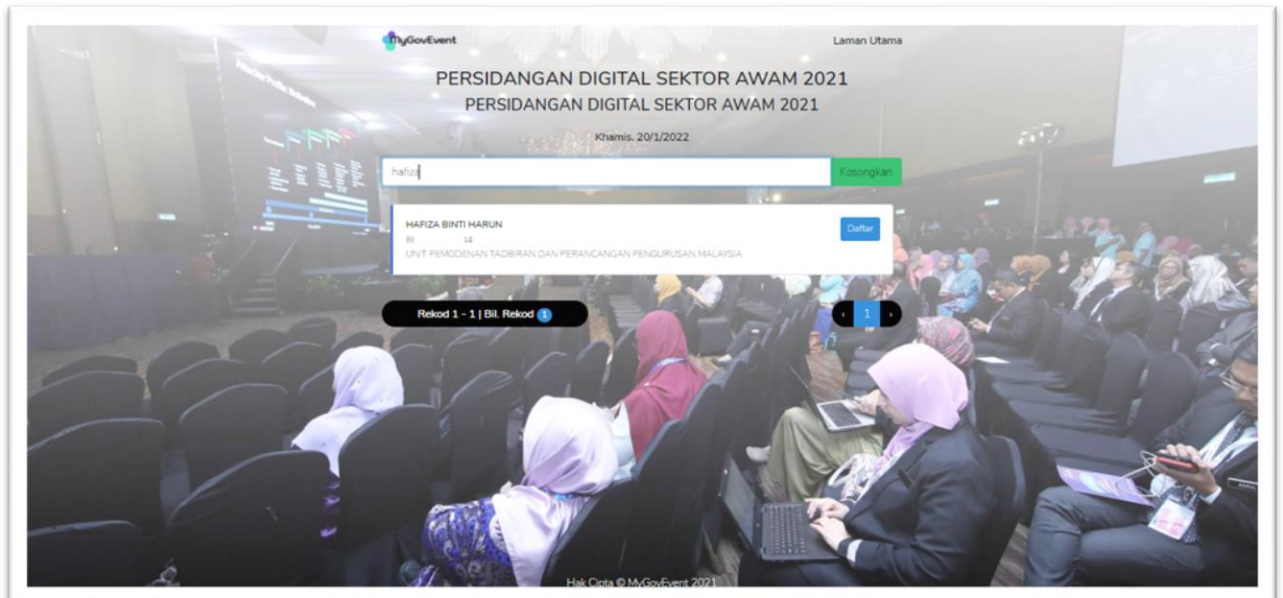 MyGovEvent
Laman Utama
PERSIDANGAN DIGITAL SEKTOR AWAM 2021
PERSIDANGAN DIGITAL SEKTOR AWAM 2021
Khamis. 20/1/2022
hafiza
Kosongkan
HAFIZA BINTI HARUN
Daftar
UNIT PEMODENAN TADBIRAN DAN PERANCANGAN PENGURUSAN MALAYSIA
Rekod 1 - 1 | Bil. Rekod 1
‹ 1 ›
Hak Cipta © MyGovEvent 2021